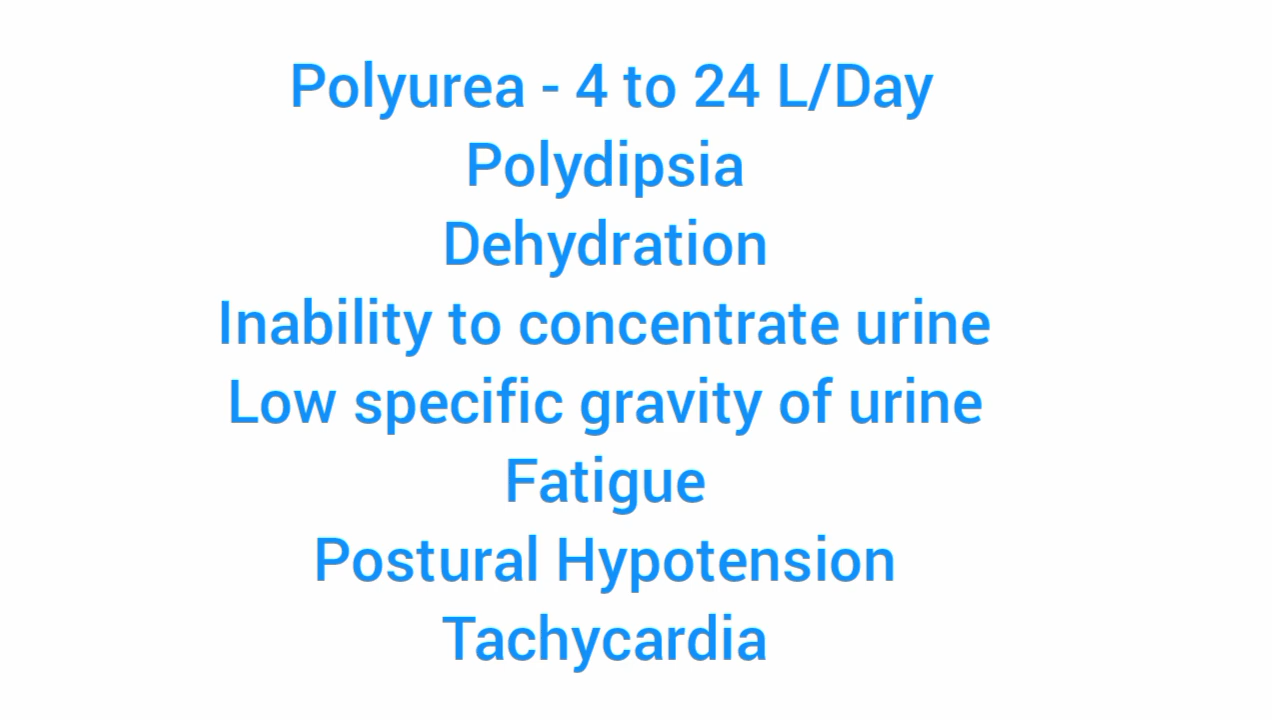 Polyurea - 4 to 24 L/Day
Polydipsia
Dehydration
Inability to concentrate urine
Low specific gravity of urine
Fatigue
Postural Hypotension
Tachycardia